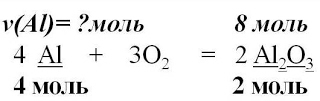 ν(Al)= ?моль 8 моль
4 Al + 3O₂ = 2 Al₂O₃
4 моль 2 моль